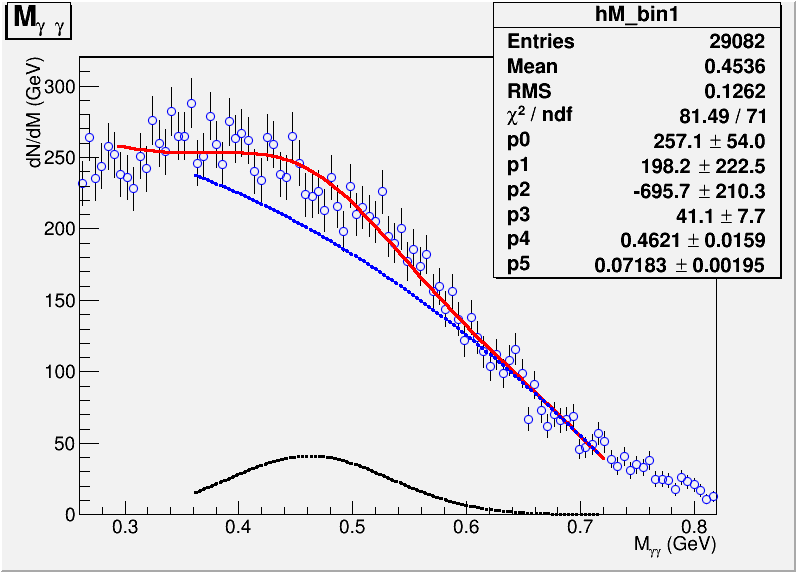 M γ γ
hM_bin1
Entries 29082
Mean 0.4536
RMS 0.1262
χ² / ndf 81.49 / 71
p0 257.1 ± 54.0
p1 198.2 ± 222.5
p2 -695.7 ± 210.3
p3 41.1 ± 7.7
p4 0.4621 ± 0.0159
p5 0.07183 ± 0.00195
dN/dM (GeV)
300
250
200
150
100
50
0
0.3 0.4 0.5 0.6 0.7 0.8
Mγγ (GeV)